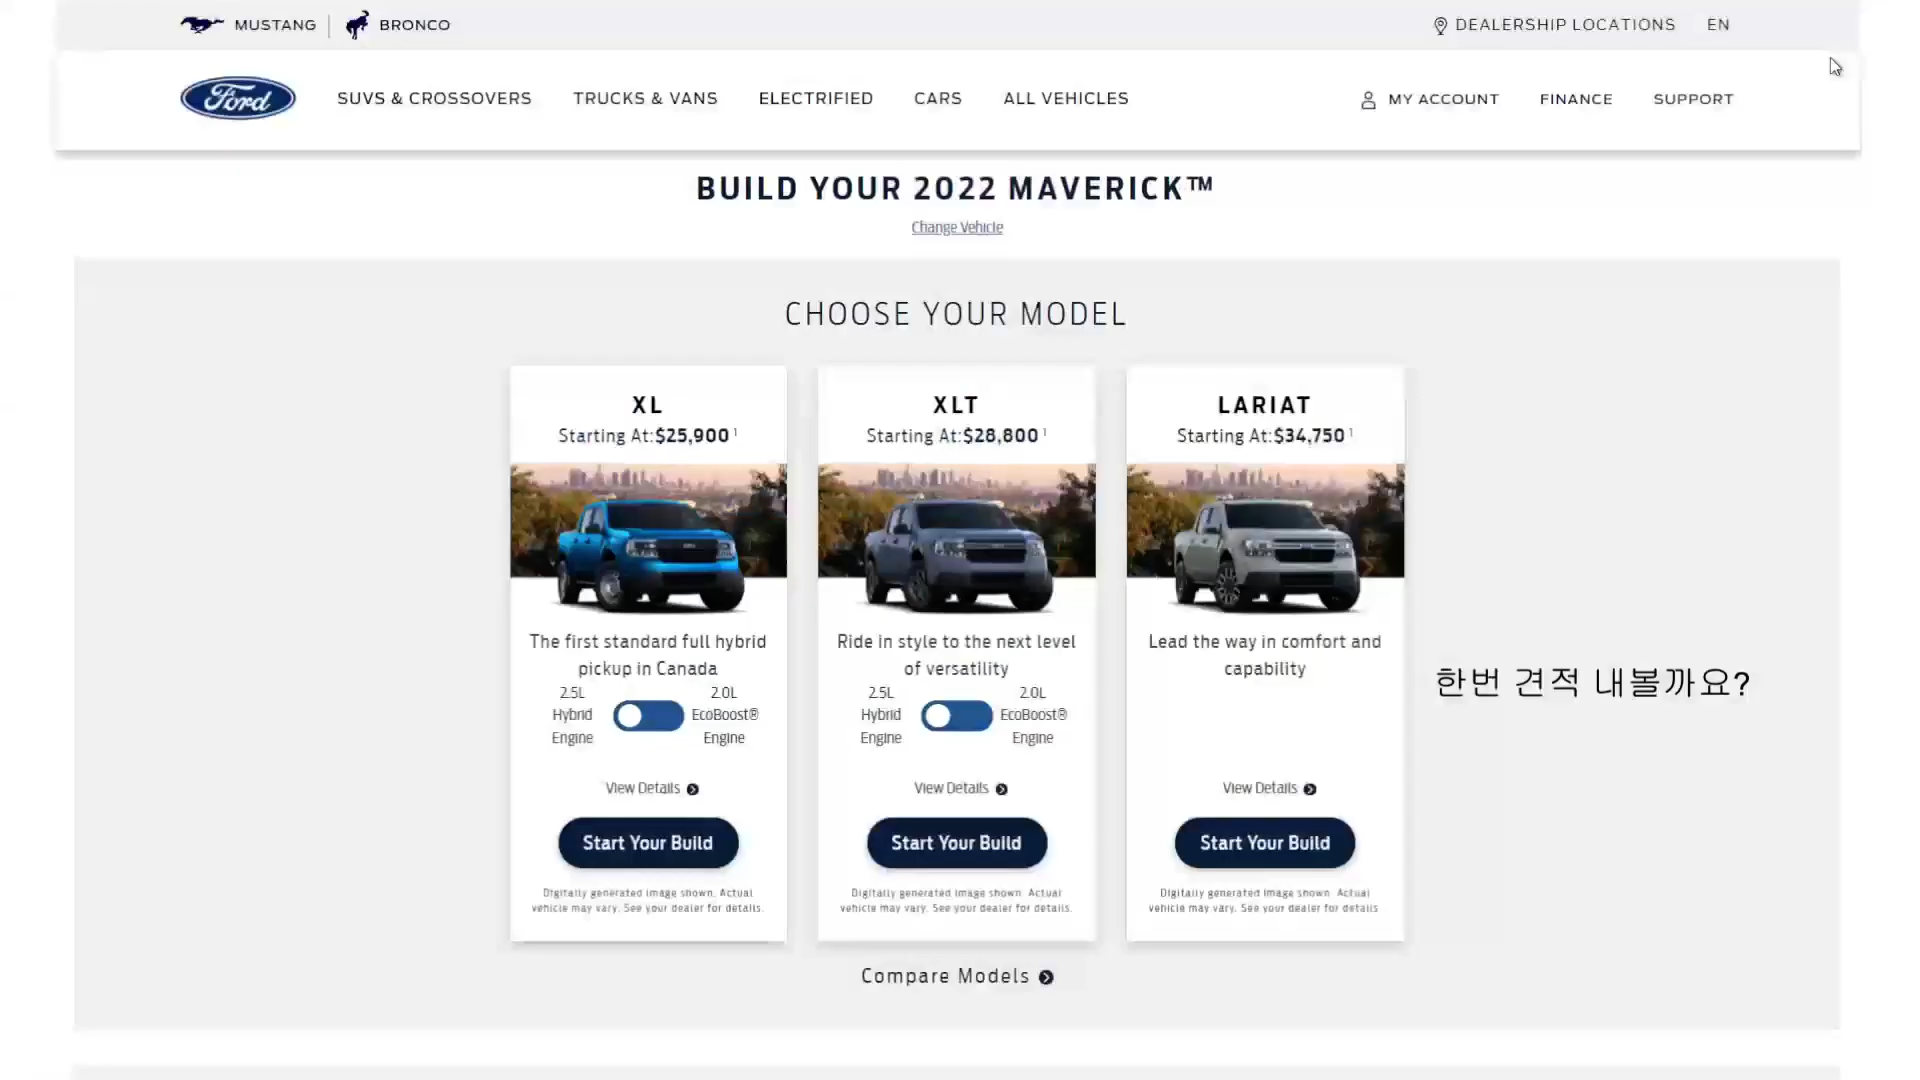 MUSTANG
BRONCO
DEALERSHIP LOCATIONS
EN
Ford
SUVS & CROSSOVERS
TRUCKS & VANS
ELECTRIFIED
CARS
ALL VEHICLES
MY ACCOUNT
FINANCE
SUPPORT
BUILD YOUR 2022 MAVERICK™
Change Vehicle
CHOOSE YOUR MODEL
XL
Starting At:$25,900 1
The first standard full hybrid
pickup in Canada
2.5L
Hybrid
Engine
2.0L
EcoBoost®
Engine
View Details
Start Your Build
Digitally generated image shown. Actual
vehicle may vary. See your dealer for details.
XLT
Starting At:$28,800 1
Ride in style to the next level
of versatility
2.5L
Hybrid
Engine
2.0L
EcoBoost®
Engine
View Details
Start Your Build
Digitally generated image shown. Actual
vehicle may vary. See your dealer for details.
LARIAT
Starting At:$34,750 1
Lead the way in comfort and
capability
View Details
Start Your Build
Digitally generated image shown. Actual
vehicle may vary. See your dealer for details
한번 견적 내볼까요?
Compare Models